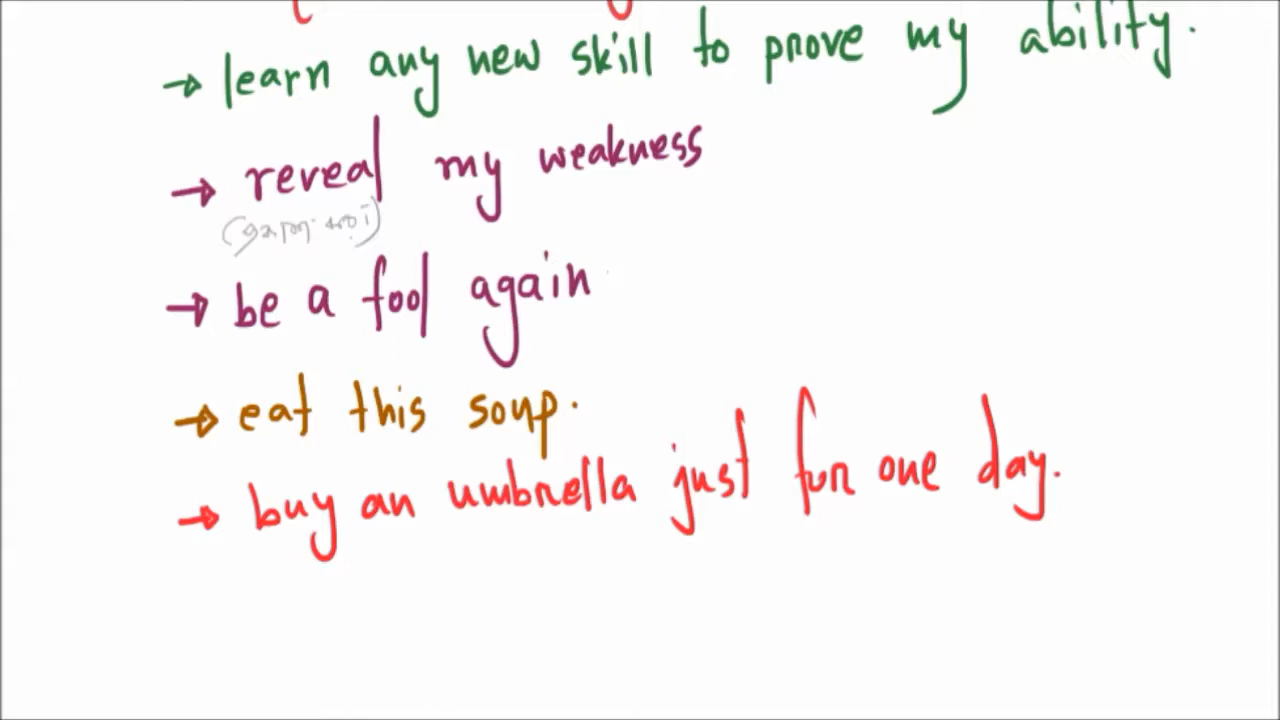 → learn any new skill to prove my ability.
→ reveal my weakness
→ be a fool again
→ eat this soup.
→ buy an umbrella just for one day.